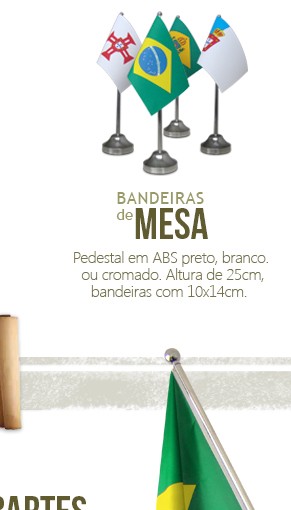 BANDEIRAS
de MESA
Pedestal em ABS preto, branco.
ou cromado. Altura de 25cm,
bandeiras com 10x14cm.